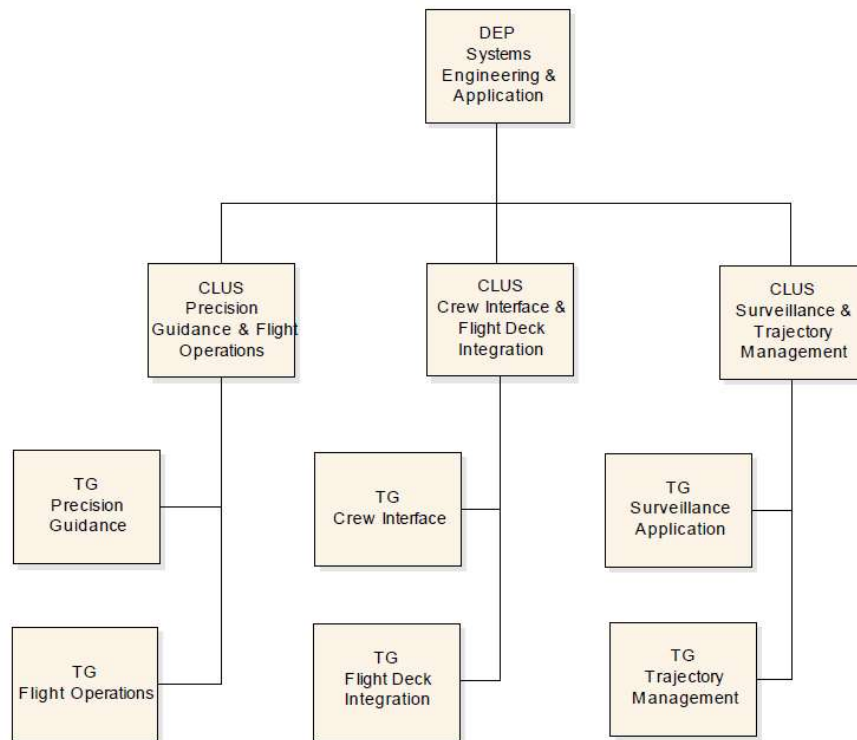 DEP
Systems
Engineering &
Application
CLUS
Precision
Guidance & Flight
Operations
CLUS
Crew Interface &
Flight Deck
Integration
CLUS
Surveillance &
Trajectory
Management
TG
Precision
Guidance
TG
Crew Interface
TG
Surveillance
Application
TG
Flight Operations
TG
Flight Deck
Integration
TG
Trajectory
Management